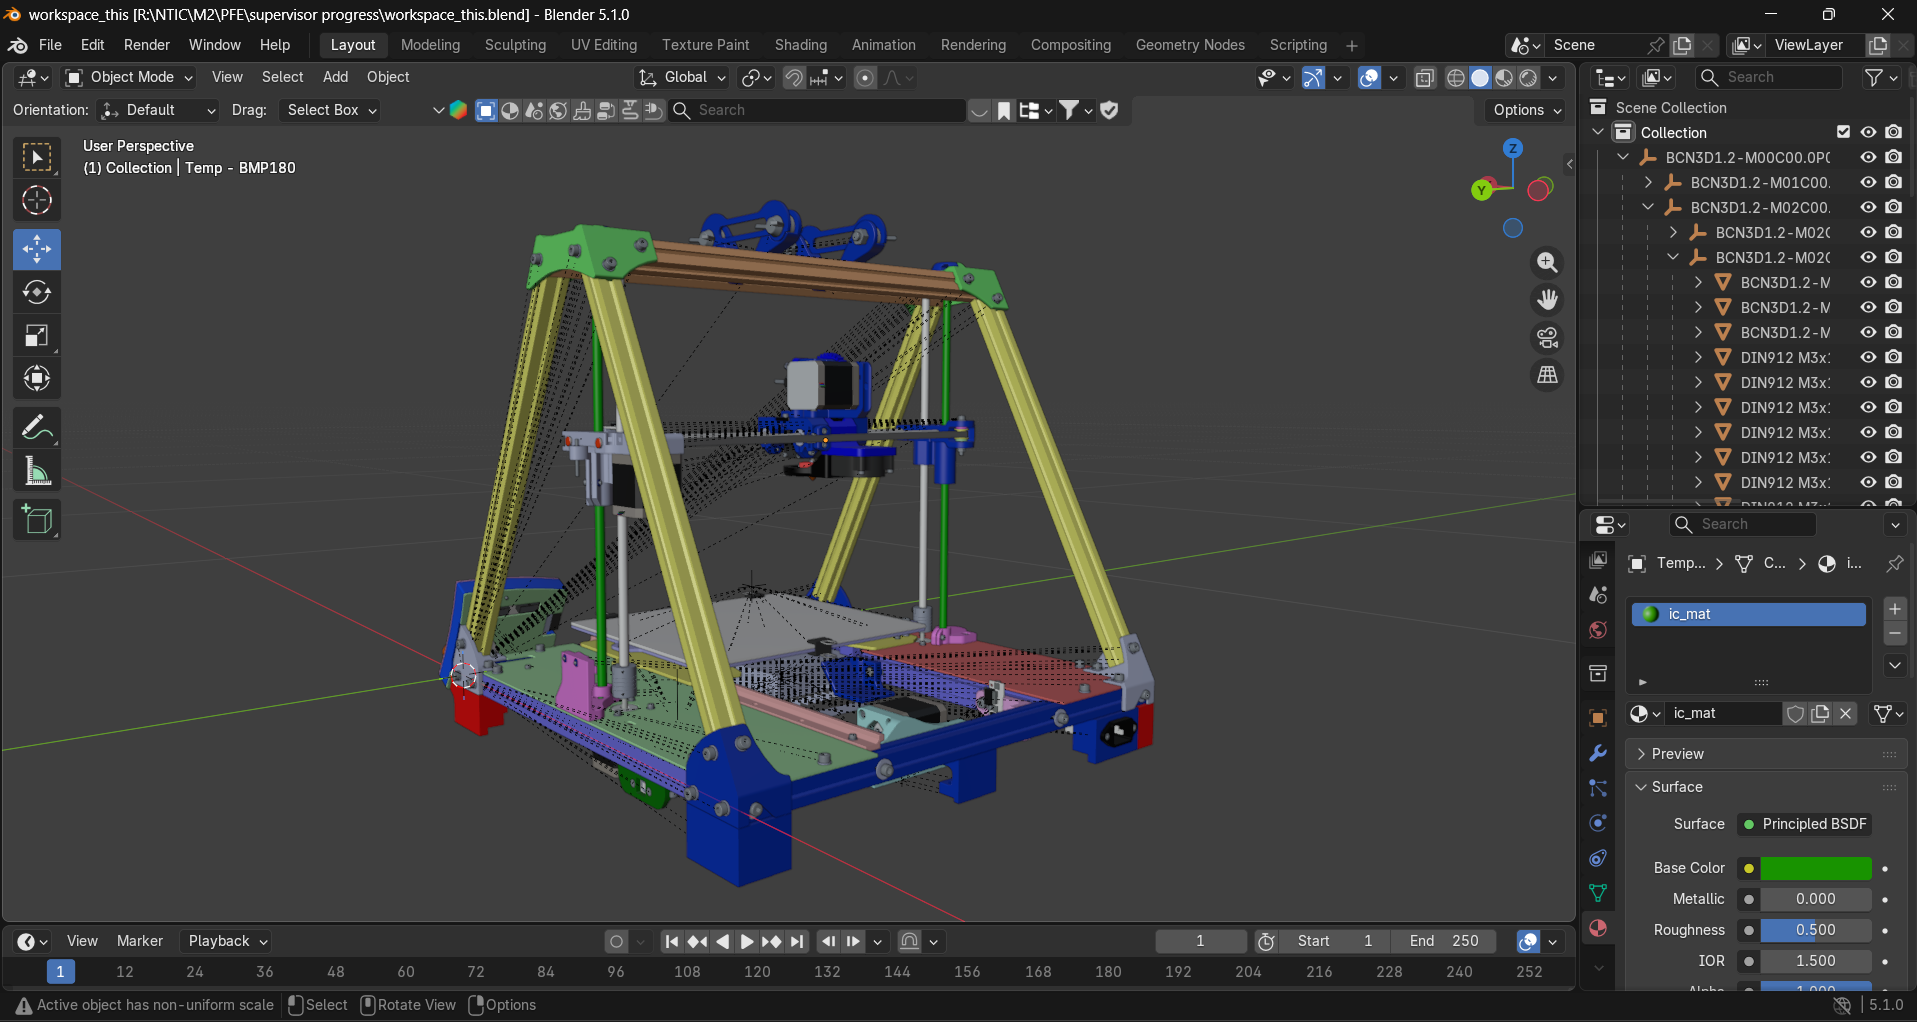 workspace_this [R:\NTIC\M2\PFE\supervisor progress\workspace_this.blend] - Blender 5.1.0
File Edit Render Window Help Layout Modeling Sculpting UV Editing Texture Paint Shading Animation Rendering Compositing Geometry Nodes Scripting + Scene ViewLayer
Object Mode View Select Add Object Global Search
Orientation: Default Drag: Select Box Search Options
User Perspective
(1) Collection | Temp - BMP180
Z
Y
Scene Collection
Collection
BCN3D1.2-M00C00.0P0
BCN3D1.2-M01C00.
BCN3D1.2-M02C00.
BCN3D1.2-M02C
BCN3D1.2-M02C
BCN3D1.2-M
BCN3D1.2-M
BCN3D1.2-M
DIN912 M3x
DIN912 M3x
DIN912 M3x
DIN912 M3x
DIN912 M3x
DIN912 M3x
Search
Temp... > C... > i...
ic_mat
ic_mat
Preview
Surface
Surface Principled BSDF
Base Color
Metallic 0.000
Roughness 0.500
IOR 1.500
Alpha 1.000
View Marker Playback 1 Start 1 End 250
1 12 24 36 48 60 72 84 96 108 120 132 144 156 168 180 192 204 216 228 240 252
Active object has non-uniform scale Select Rotate View Options 5.1.0